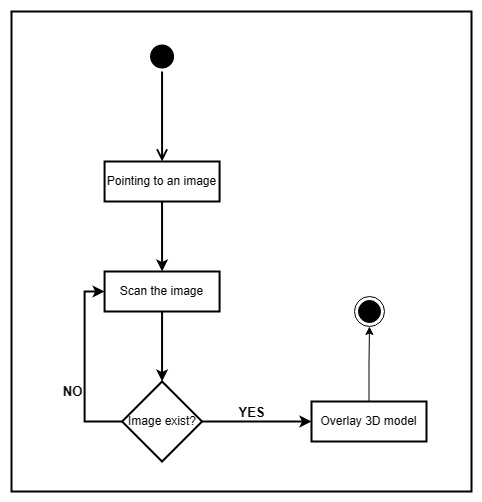 Pointing to an image
Scan the image
NO
Image exist?
YES
Overlay 3D model